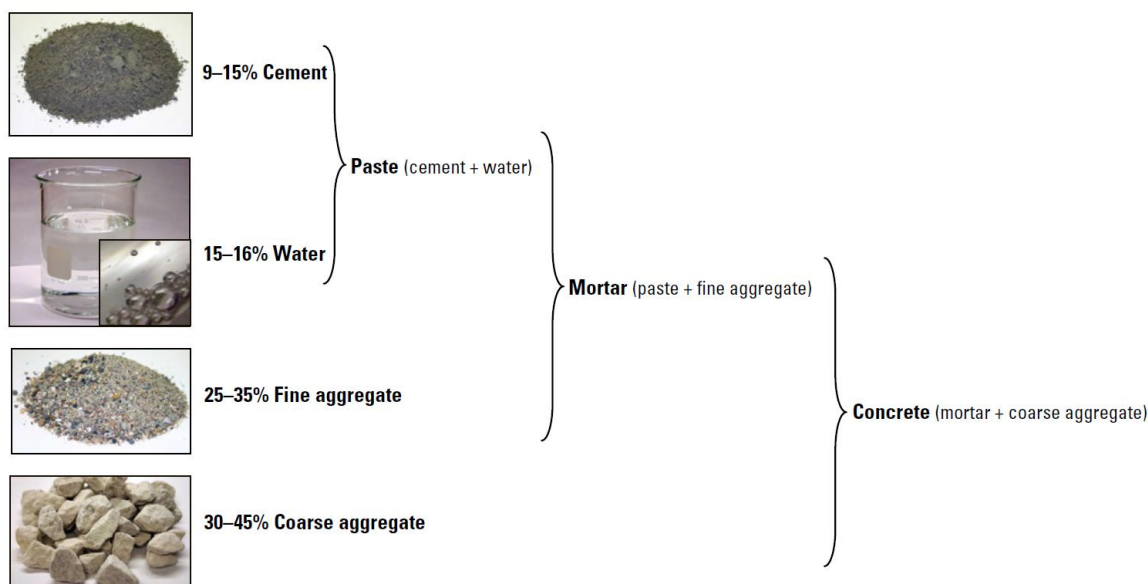 9–15% Cement
Paste (cement + water)
15–16% Water
Mortar (paste + fine aggregate)
25–35% Fine aggregate
Concrete (mortar + coarse aggregate)
30–45% Coarse aggregate